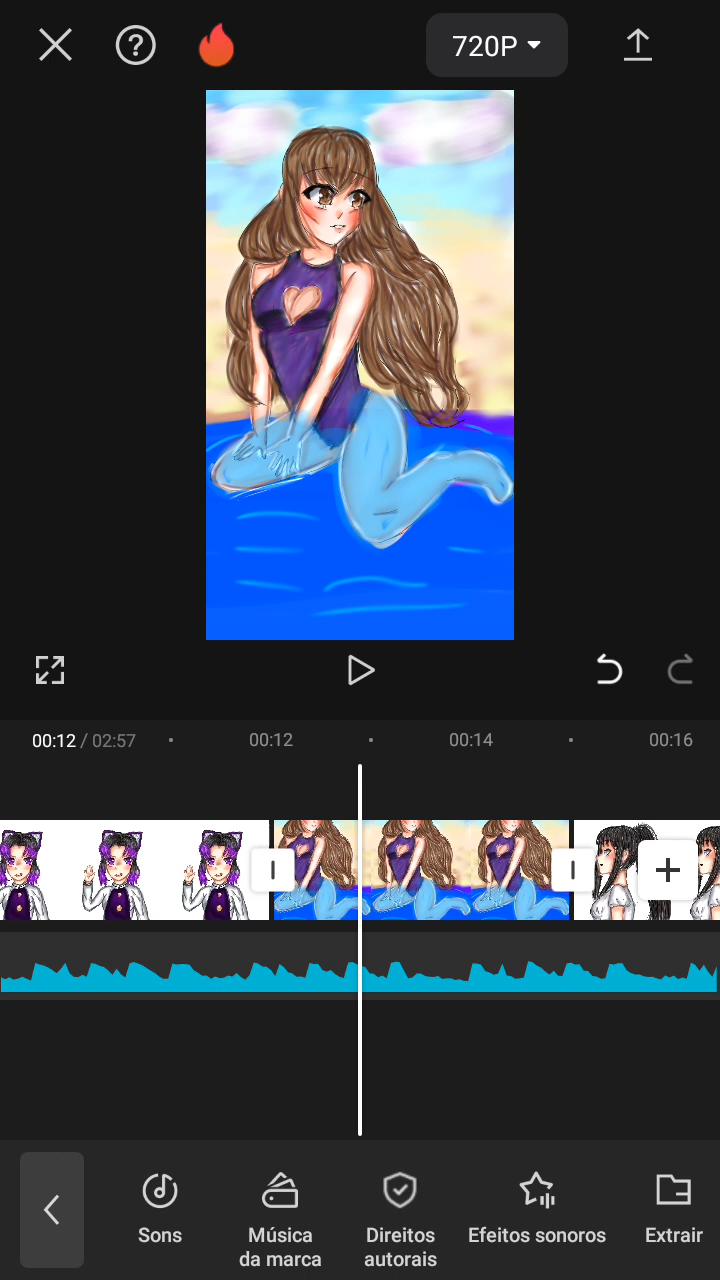 720P
00:12 / 02:57
00:12
00:14
00:16
Sons
Música
da marca
Direitos
autorais
Efeitos sonoros
Extrair